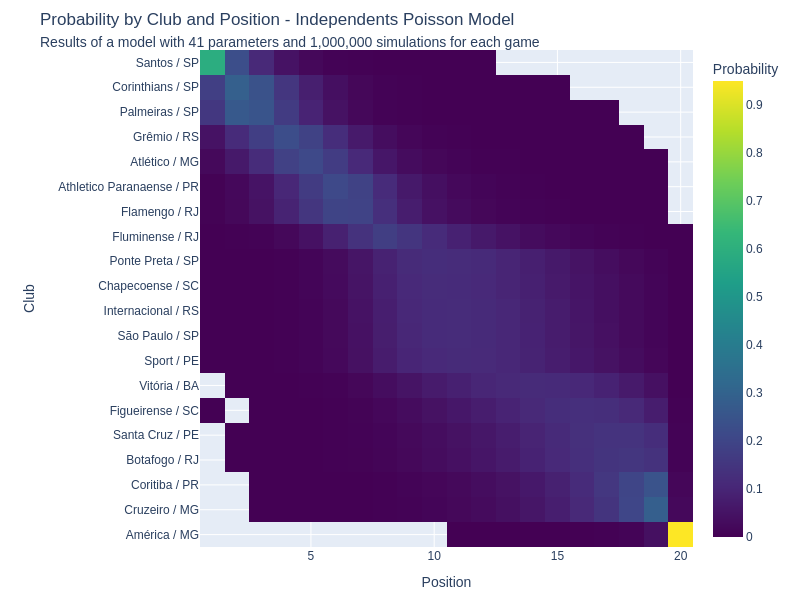 Probability by Club and Position - Independents Poisson Model
Results of a model with 41 parameters and 1,000,000 simulations for each game
Probability
Santos / SP
Corinthians / SP
Palmeiras / SP
Grêmio / RS
Atlético / MG
Athletico Paranaense / PR
Flamengo / RJ
Fluminense / RJ
Ponte Preta / SP
Chapecoense / SC
Internacional / RS
São Paulo / SP
Sport / PE
Vitória / BA
Figueirense / SC
Santa Cruz / PE
Botafogo / RJ
Coritiba / PR
Cruzeiro / MG
América / MG
Club
5
10
15
20
Position
0.9
0.8
0.7
0.6
0.5
0.4
0.3
0.2
0.1
0